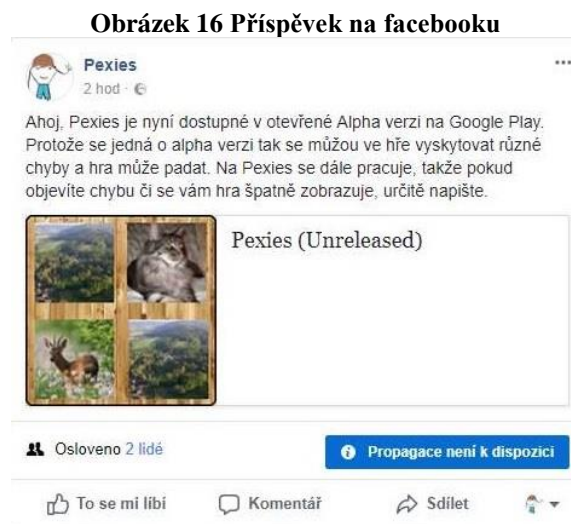 Obrázek 16 Příspěvek na facebooku
Pexies
2 hod
Ahoj, Pexies je nyní dostupné v otevřené Alpha verzi na Google Play.
Protože se jedná o alpha verzi tak se můžou ve hře vyskytovat různé
chyby a hra může padat. Na Pexies se dále pracuje, takže pokud
objevíte chybu či se vám hra špatně zobrazuje, určitě napište.
Pexies (Unreleased)
Osloveno 2 lidé
Propagace není k dispozici
To se mi líbí
Komentář
Sdílet